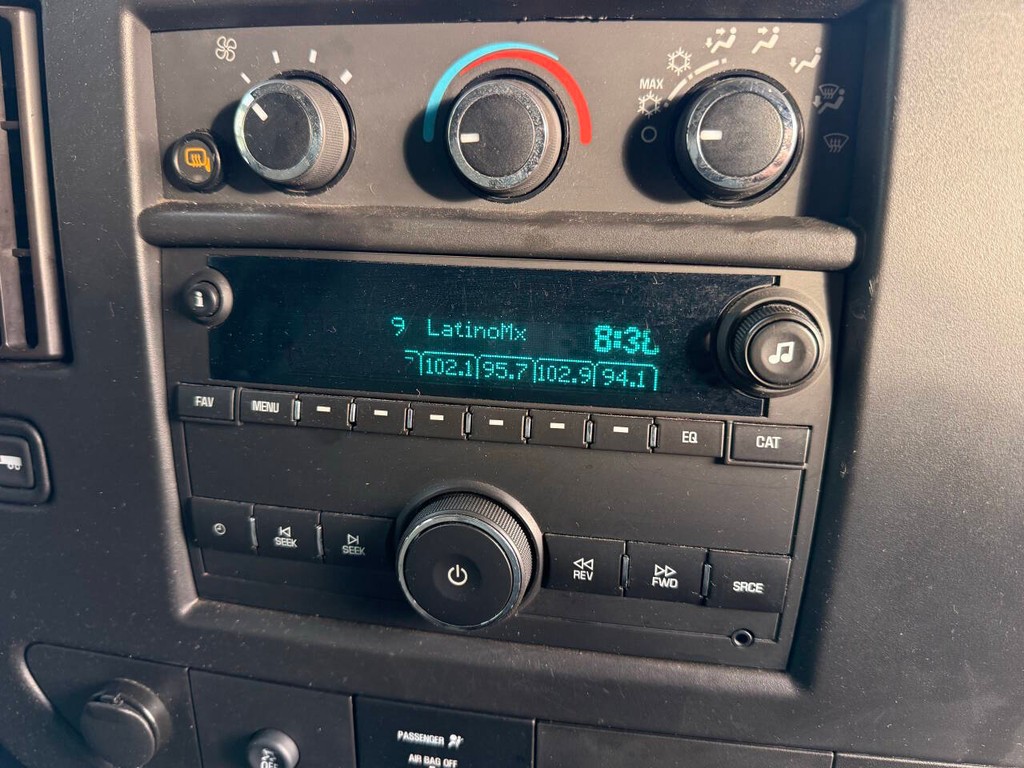 MAX
9 LatinoMx
102.1 95.7 102.9 94.1
FAV MENU EQ CAT
SEEK SEEK REV FWD SRCE
PASSENGER
AIR BAG OFF
OFF